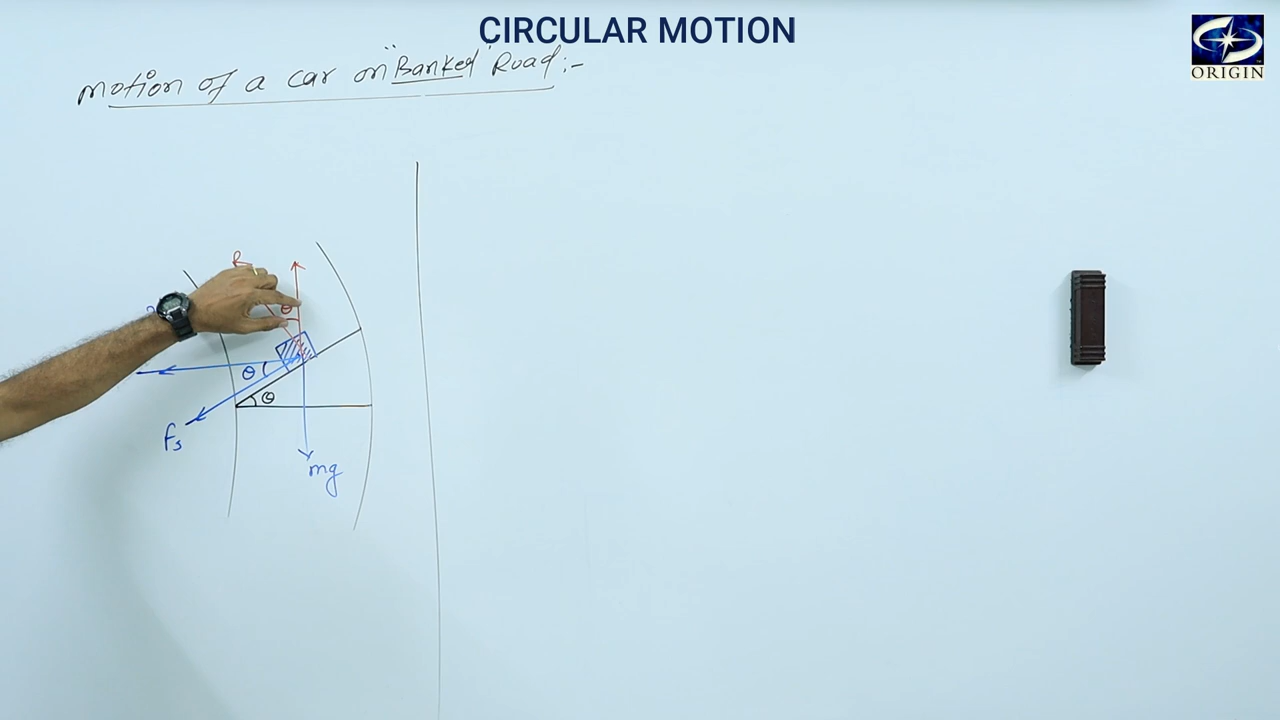 CIRCULAR MOTION
ORIGIN
motion of a car on "Banked" Road :-
R
θ
θ
θ
fs
mg